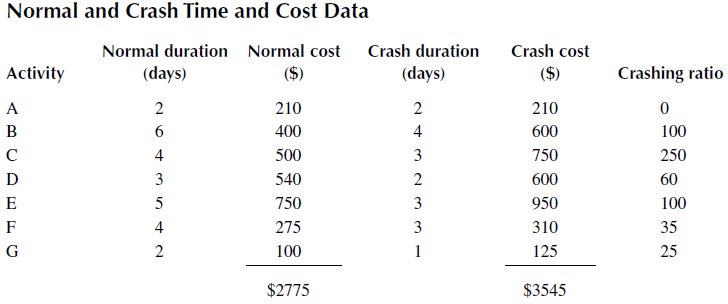 Normal and Crash Time and Cost Data
Normal duration Normal cost Crash duration Crash cost
Activity (days) ($) (days) ($) Crashing ratio
A 2 210 2 210 0
B 6 400 4 600 100
C 4 500 3 750 250
D 3 540 2 600 60
E 5 750 3 950 100
F 4 275 3 310 35
G 2 100 1 125 25
$2775 $3545